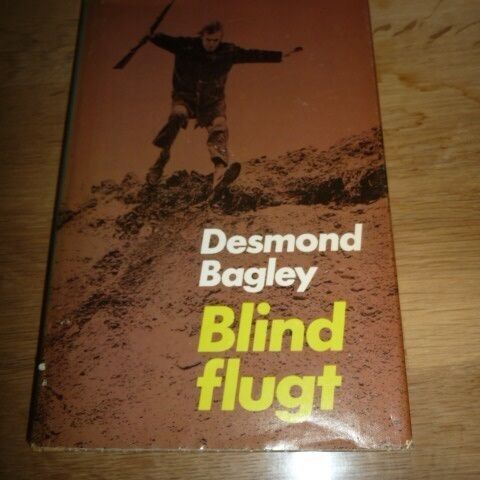 Desmond
Bagley
Blind
flugt